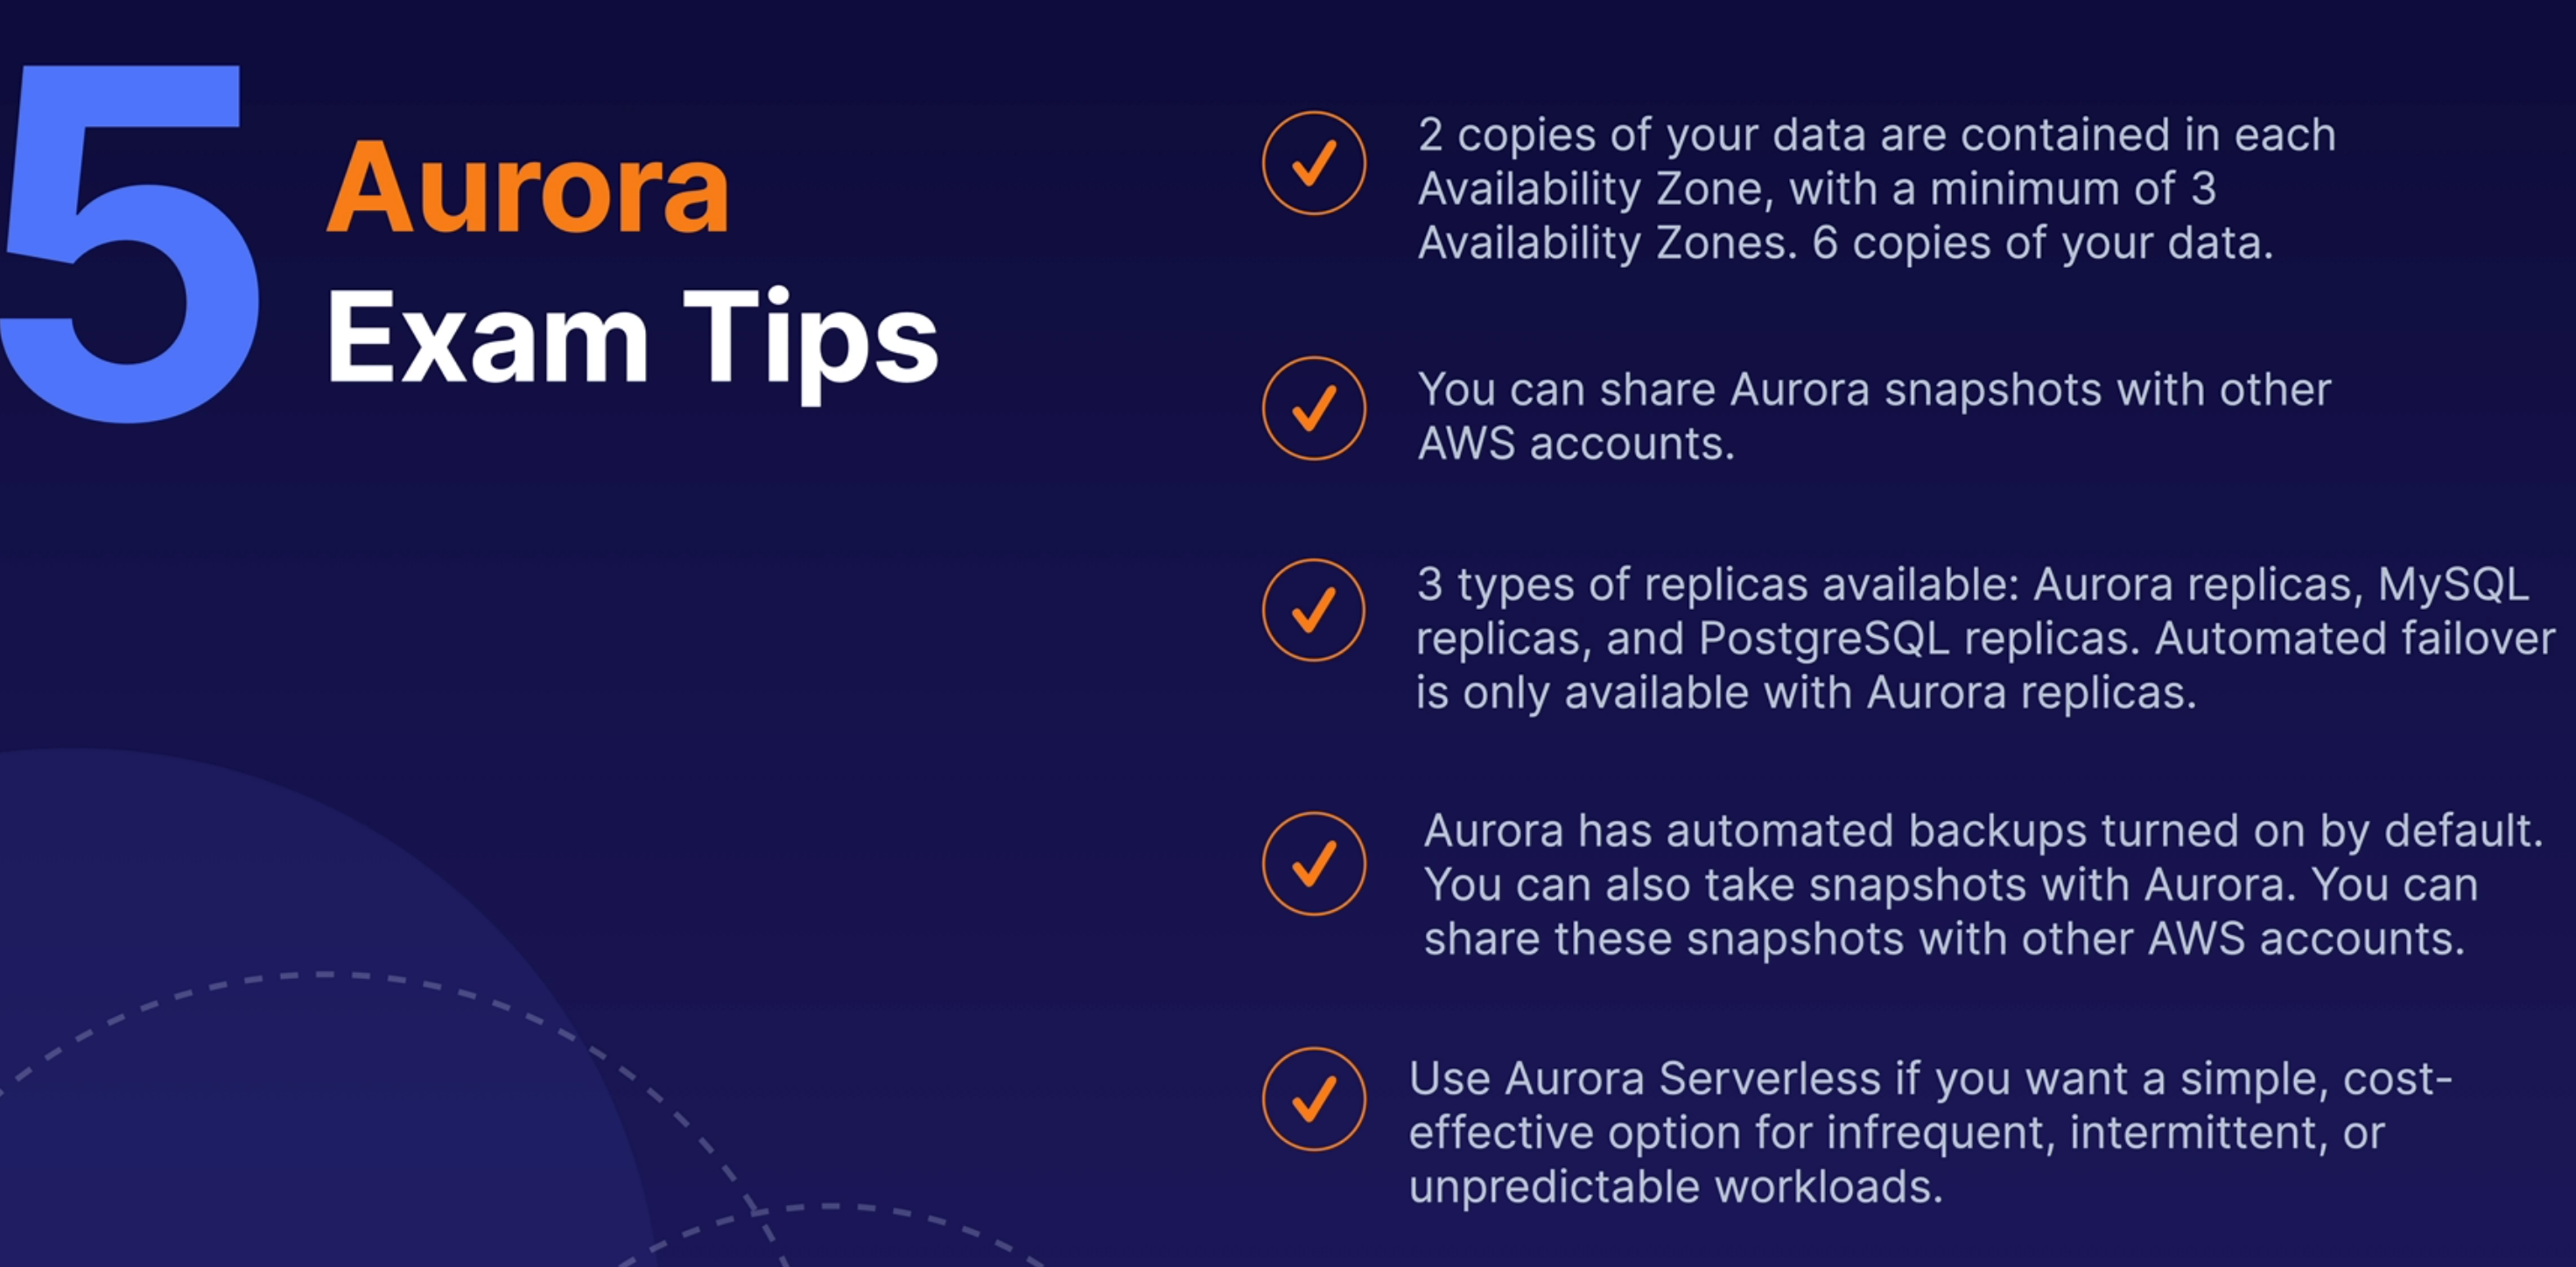 5
Aurora
Exam Tips
2 copies of your data are contained in each
Availability Zone, with a minimum of 3
Availability Zones. 6 copies of your data.
You can share Aurora snapshots with other
AWS accounts.
3 types of replicas available: Aurora replicas, MySQL
replicas, and PostgreSQL replicas. Automated failover
is only available with Aurora replicas.
Aurora has automated backups turned on by default.
You can also take snapshots with Aurora. You can
share these snapshots with other AWS accounts.
Use Aurora Serverless if you want a simple, cost-
effective option for infrequent, intermittent, or
unpredictable workloads.